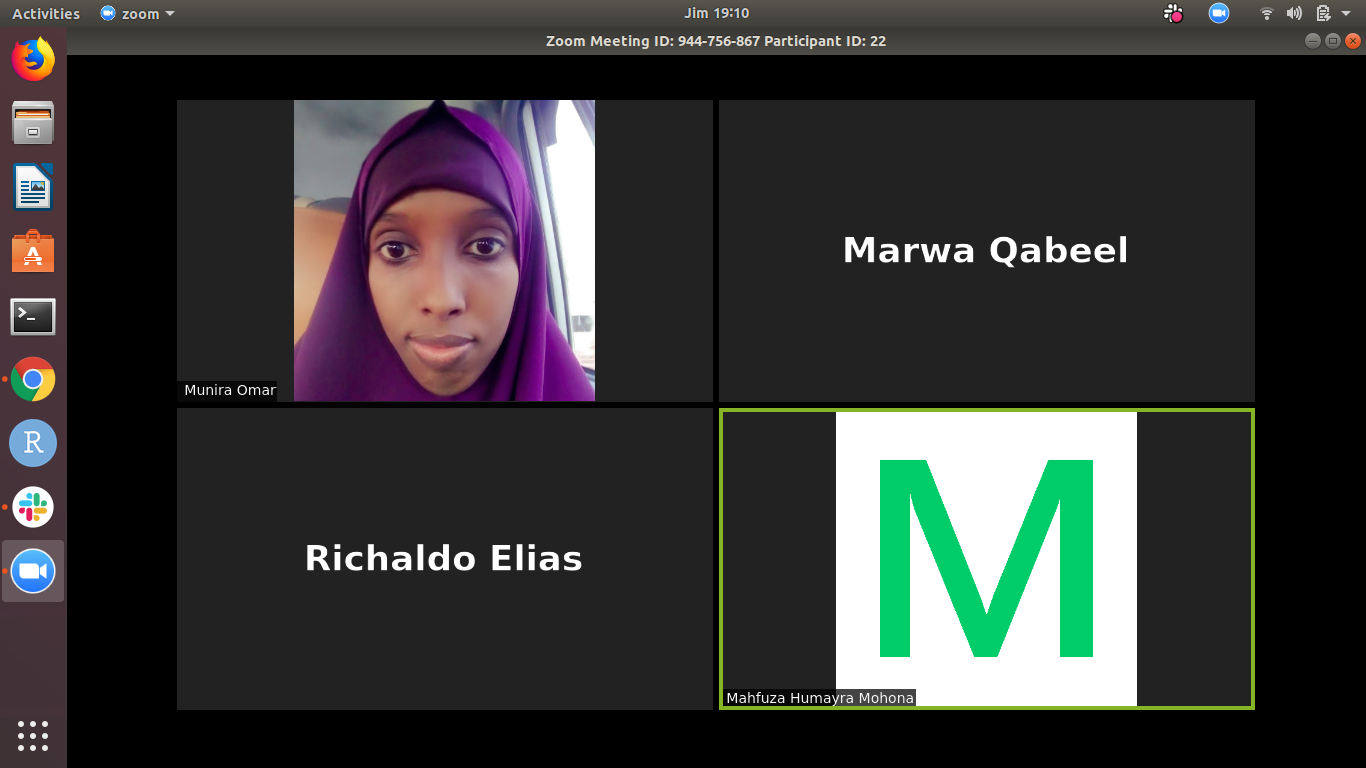 Activities
zoom
Jim 19:10
Zoom Meeting ID: 944-756-867 Participant ID: 22
Munira Omar
Marwa Qabeel
Richaldo Elias
M
Mahfuza Humayra Mohona
A
>_
R